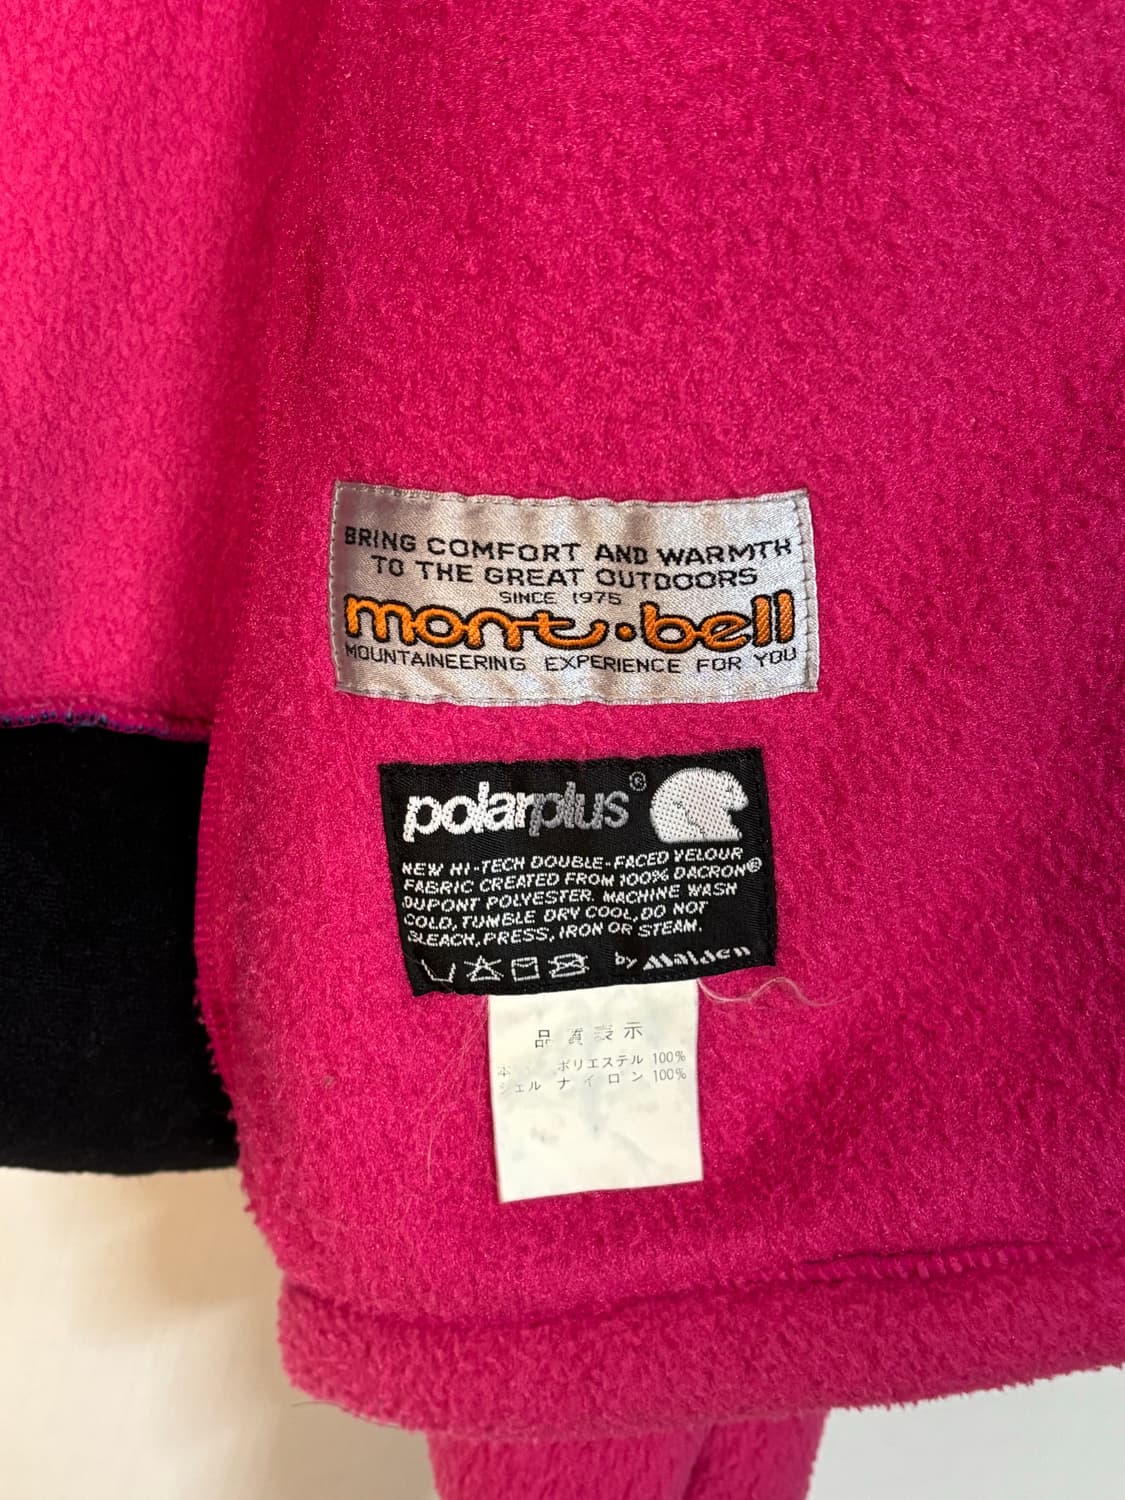 BRING COMFORT AND WARMTH
TO THE GREAT OUTDOORS
SINCE 1975
mont·bell
MOUNTAINEERING EXPERIENCE FOR YOU
polarplus®
NEW HI-TECH DOUBLE-FACED VELOUR
FABRIC CREATED FROM 100% DACRON®
DUPONT POLYESTER. MACHINE WASH
COLD, TUMBLE DRY COOL, DO NOT
BLEACH, PRESS, IRON OR STEAM.
by Malden
品質表示
ポリエステル 100%
シェル ナイロン 100%